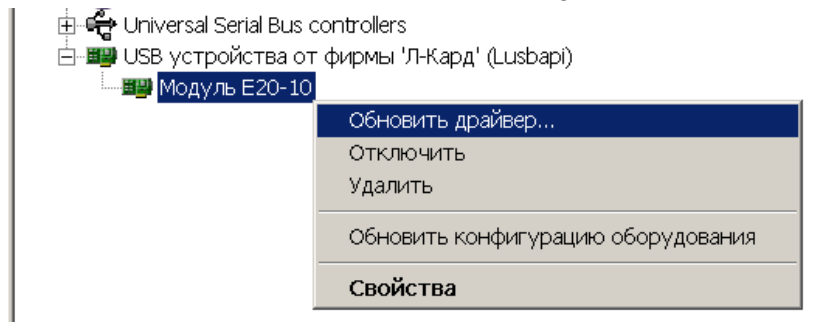 Universal Serial Bus controllers
USB устройства от фирмы 'Л-Кард' (Lusbapi)
Модуль E20-10
Обновить драйвер...
Отключить
Удалить
Обновить конфигурацию оборудования
Свойства